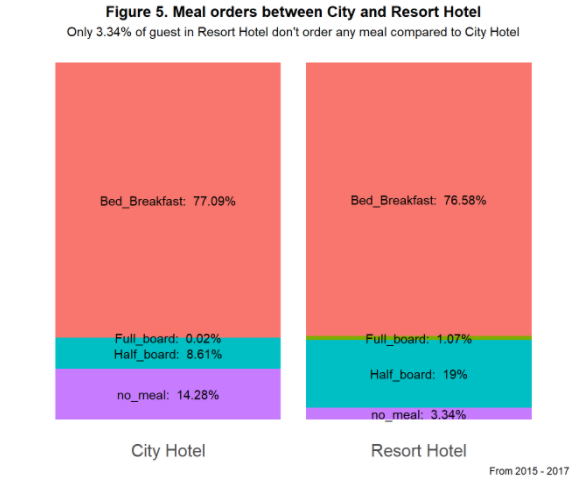 Figure 5. Meal orders between City and Resort Hotel
Only 3.34% of guest in Resort Hotel don't order any meal compared to City Hotel
Bed_Breakfast: 77.09%
Full_board: 0.02%
Half_board: 8.61%
no_meal: 14.28%
Bed_Breakfast: 76.58%
Full_board: 1.07%
Half_board: 19%
no_meal: 3.34%
City Hotel
Resort Hotel
From 2015 - 2017